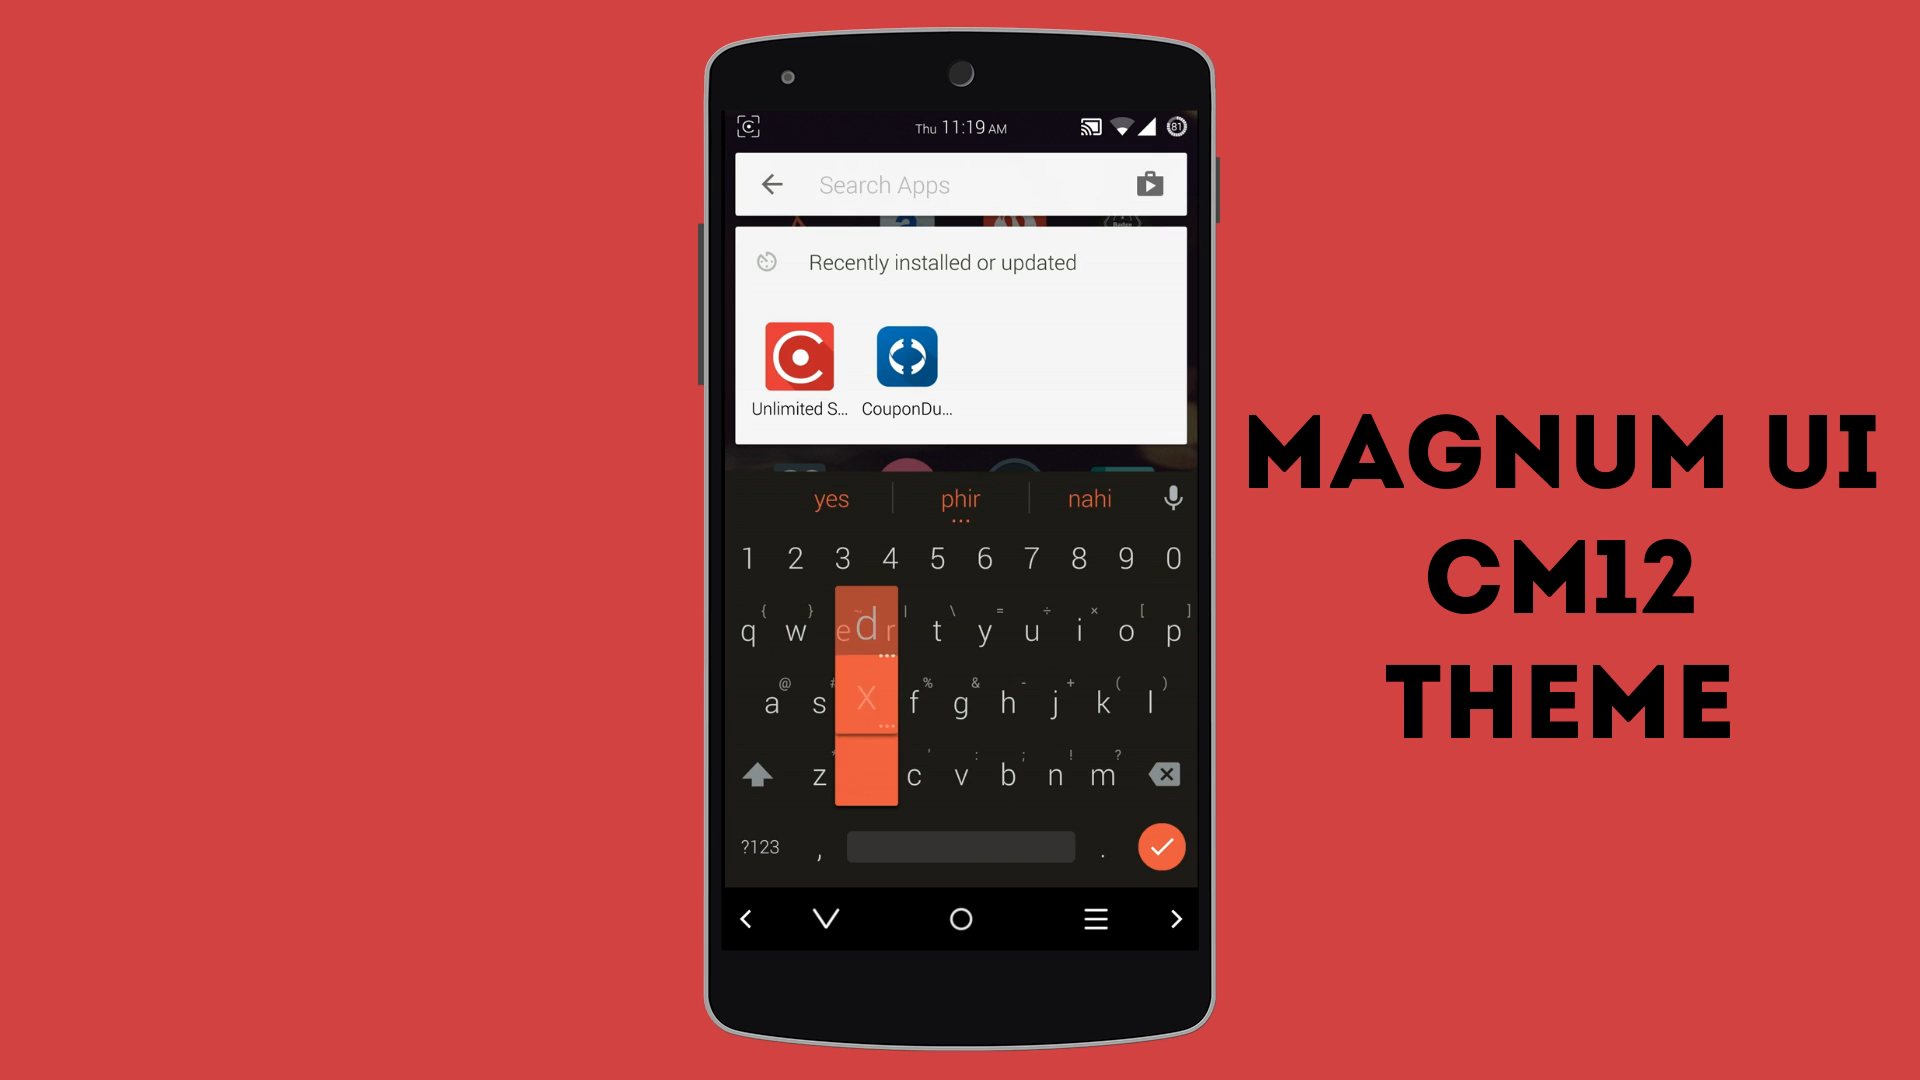 Thu 11:19 AM
81
Search Apps
Recently installed or updated
Unlimited S... CouponDu...
yes phir nahi
1 2 3 4 5 6 7 8 9 0
{ } ~ | \ = ÷ × [ ]
q w e d r t y u i o p
@ # % & - + ( )
a s x f g h j k l
* ' : ; ! ?
z c v b n m
?123 , .
MAGNUM UI
CM12
THEME